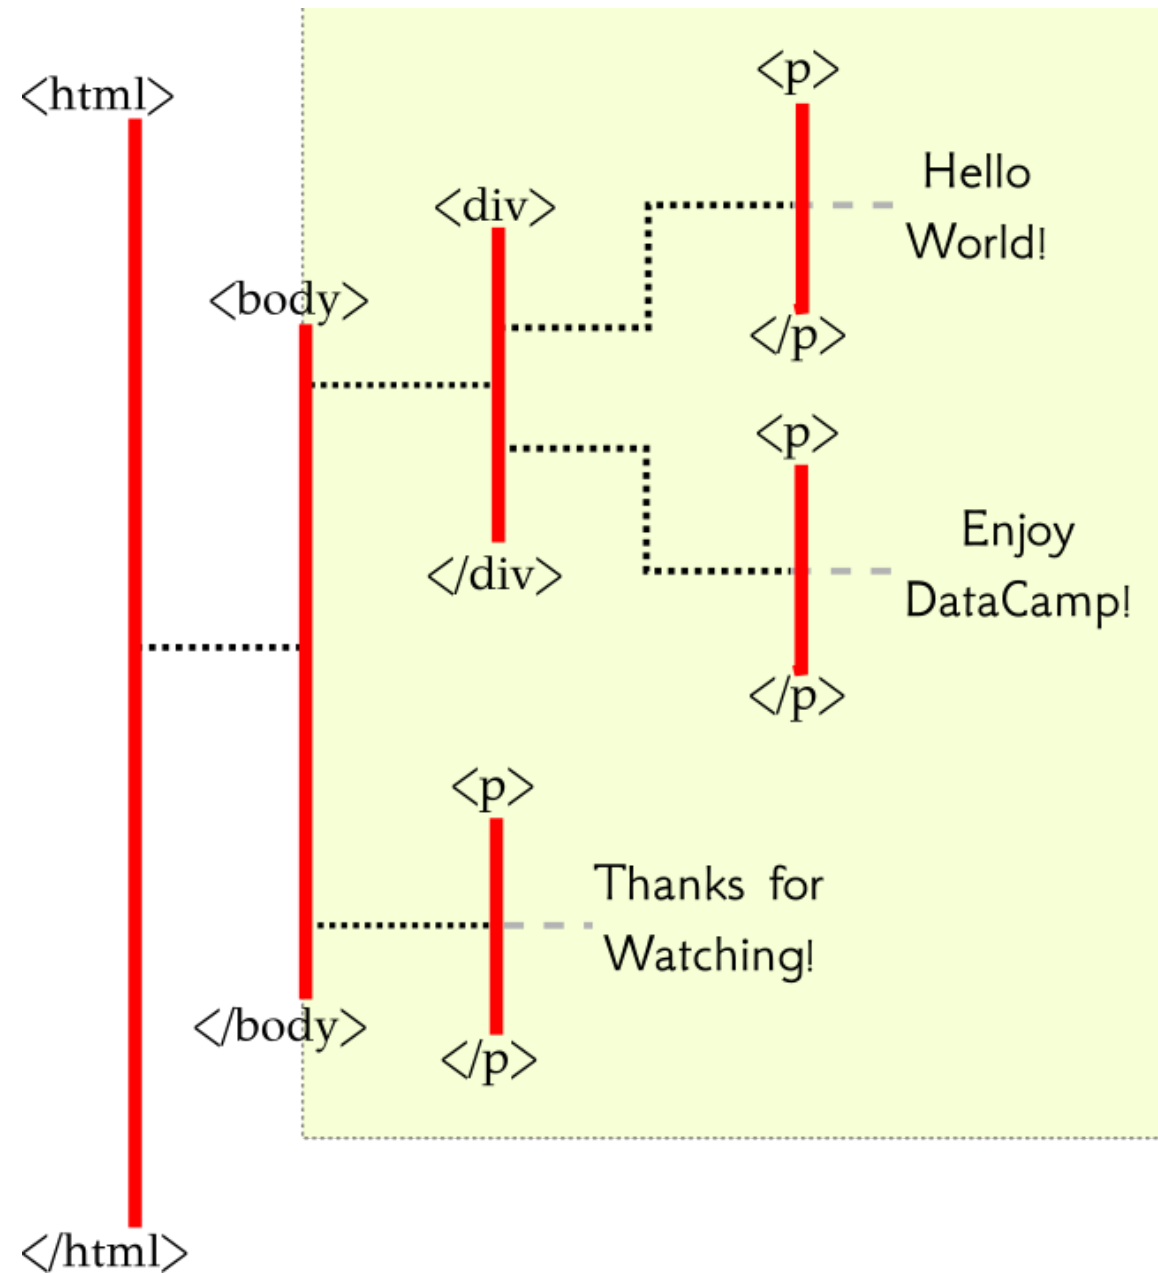 <html>
<body>
<div>
<p>
Hello
World!
</p>
<p>
Enjoy
DataCamp!
</p>
</div>
<p>
Thanks for
Watching!
</p>
</body>
</html>